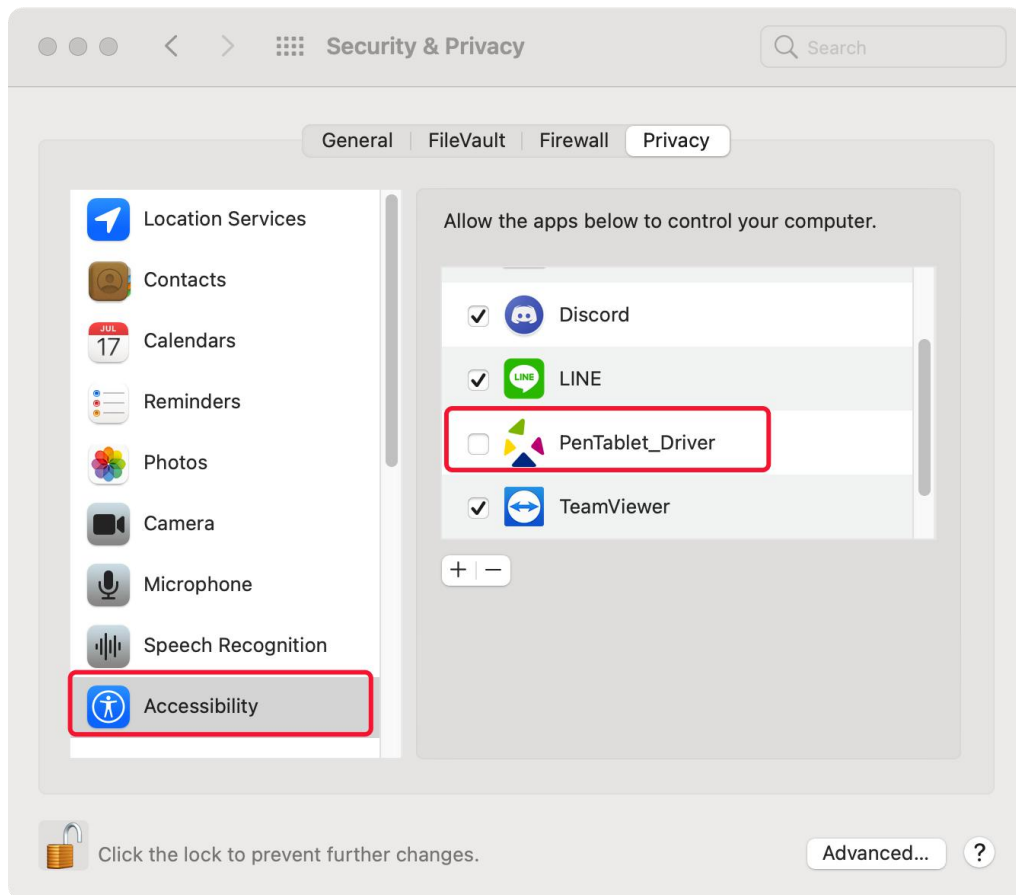 Security & Privacy
Search
General
FileVault
Firewall
Privacy
Location Services
Contacts
JUL
17
Calendars
Reminders
Photos
Camera
Microphone
Speech Recognition
Accessibility
Allow the apps below to control your computer.
Discord
LINE
LINE
PenTablet_Driver
TeamViewer
+
−
Click the lock to prevent further changes.
Advanced...
?